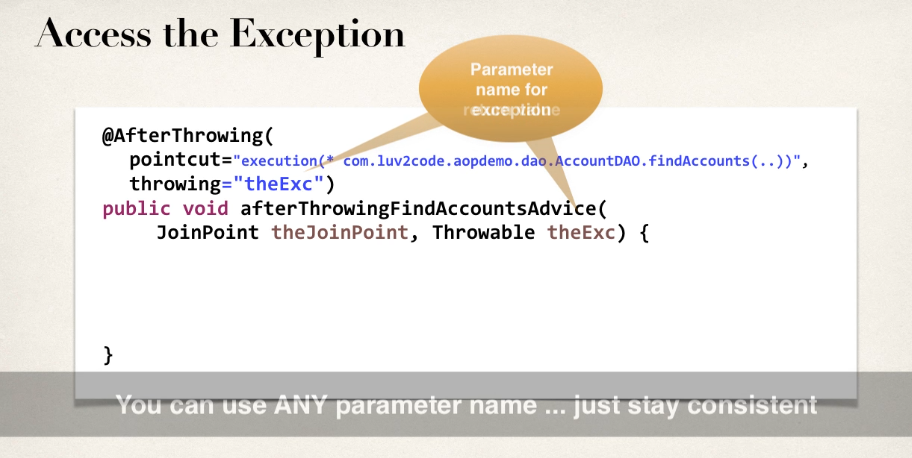 Access the Exception
Parameter
name for
exception
@AfterThrowing(
pointcut="execution(* com.luv2code.aopdemo.dao.AccountDAO.findAccounts(..))",
throwing="theExc")
public void afterThrowingFindAccountsAdvice(
JoinPoint theJoinPoint, Throwable theExc) {
}
You can use ANY parameter name ... just stay consistent